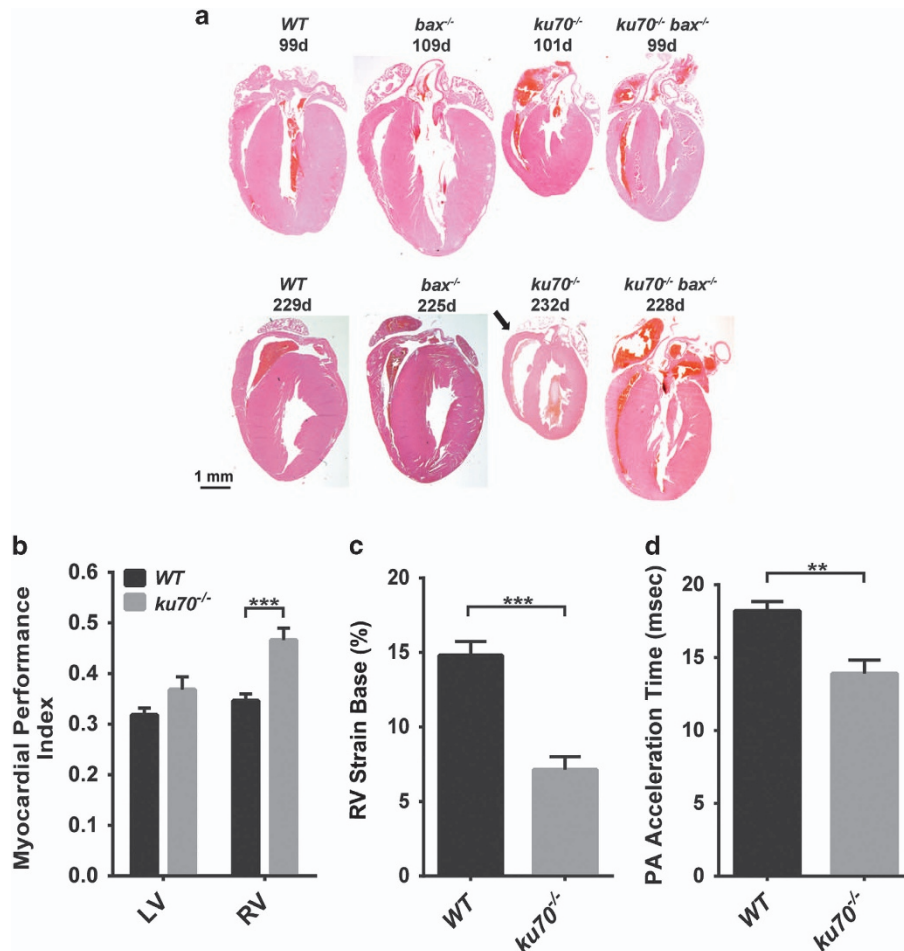 a
WT bax-/- ku70-/- ku70-/- bax-/-
99d 109d 101d 99d
WT bax-/- ku70-/- ku70-/- bax-/-
229d 225d 232d 228d
1 mm
b
Myocardial Performance
Index
0.6
0.5
0.4
0.3
0.2
0.1
0.0
WT
ku70-/-
***
LV
RV
c
RV Strain Base (%)
20
15
10
5
0
***
WT
ku70-/-
d
PA Acceleration Time (msec)
20
15
10
5
0
**
WT
ku70-/-